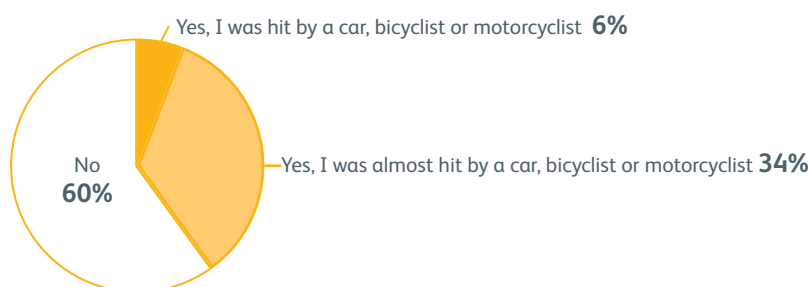 Yes, I was hit by a car, bicyclist or motorcyclist 6%
Yes, I was almost hit by a car, bicyclist or motorcyclist 34%
No
60%